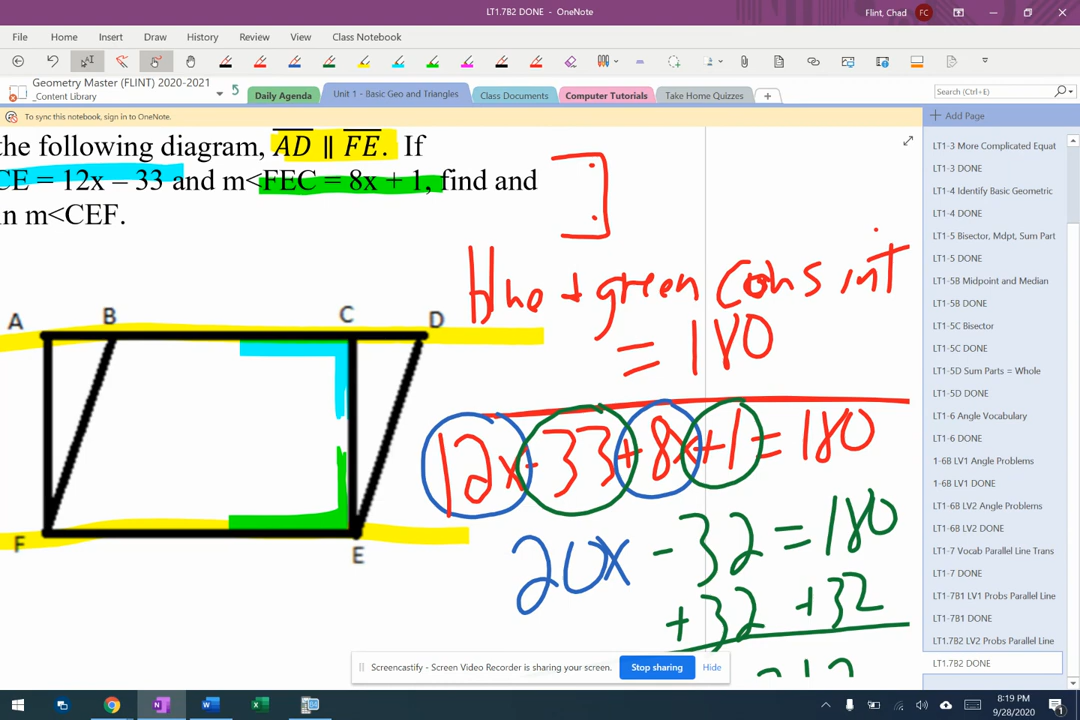 LT1.7B2 DONE - OneNote
Flint, Chad FC
File Home Insert Draw History Review View Class Notebook
Geometry Master (FLINT) 2020-2021
_Content Library
Daily Agenda
Unit 1 - Basic Geo and Triangles
Class Documents
Computer Tutorials
Take Home Quizzes
Search (Ctrl+E)
To sync this notebook, sign in to OneNote.
Add Page
the following diagram, AD ∥ FE. If
CE = 12x – 33 and m<FEC = 8x + 1, find and
in m<CEF.
blue + green cons int
= 180
A B C D
F E
12x - 33 + 8x + 1 = 180
20x - 32 = 180
+32 +32
LT1-3 More Complicated Equat
LT1-3 DONE
LT1-4 Identify Basic Geometric
LT1-4 DONE
LT1-5 Bisector, Mdpt, Sum Part
LT1-5 DONE
LT1-5B Midpoint and Median
LT1-5B DONE
LT1-5C Bisector
LT1-5C DONE
LT1-5D Sum Parts = Whole
LT1-5D DONE
LT1-6 Angle Vocabulary
LT1-6 DONE
1-6B LV1 Angle Problems
1-6B LV1 DONE
LT1-6B LV2 Angle Problems
LT1-6B LV2 DONE
LT1-7 Vocab Parallel Line Trans
LT1-7 DONE
LT1-7B1 LV1 Probs Parallel Line
LT1-7B1 DONE
LT1.7B2 LV2 Probs Parallel Line
LT1.7B2 DONE
Screencastify - Screen Video Recorder is sharing your screen.
Stop sharing
Hide
8:19 PM
9/28/2020